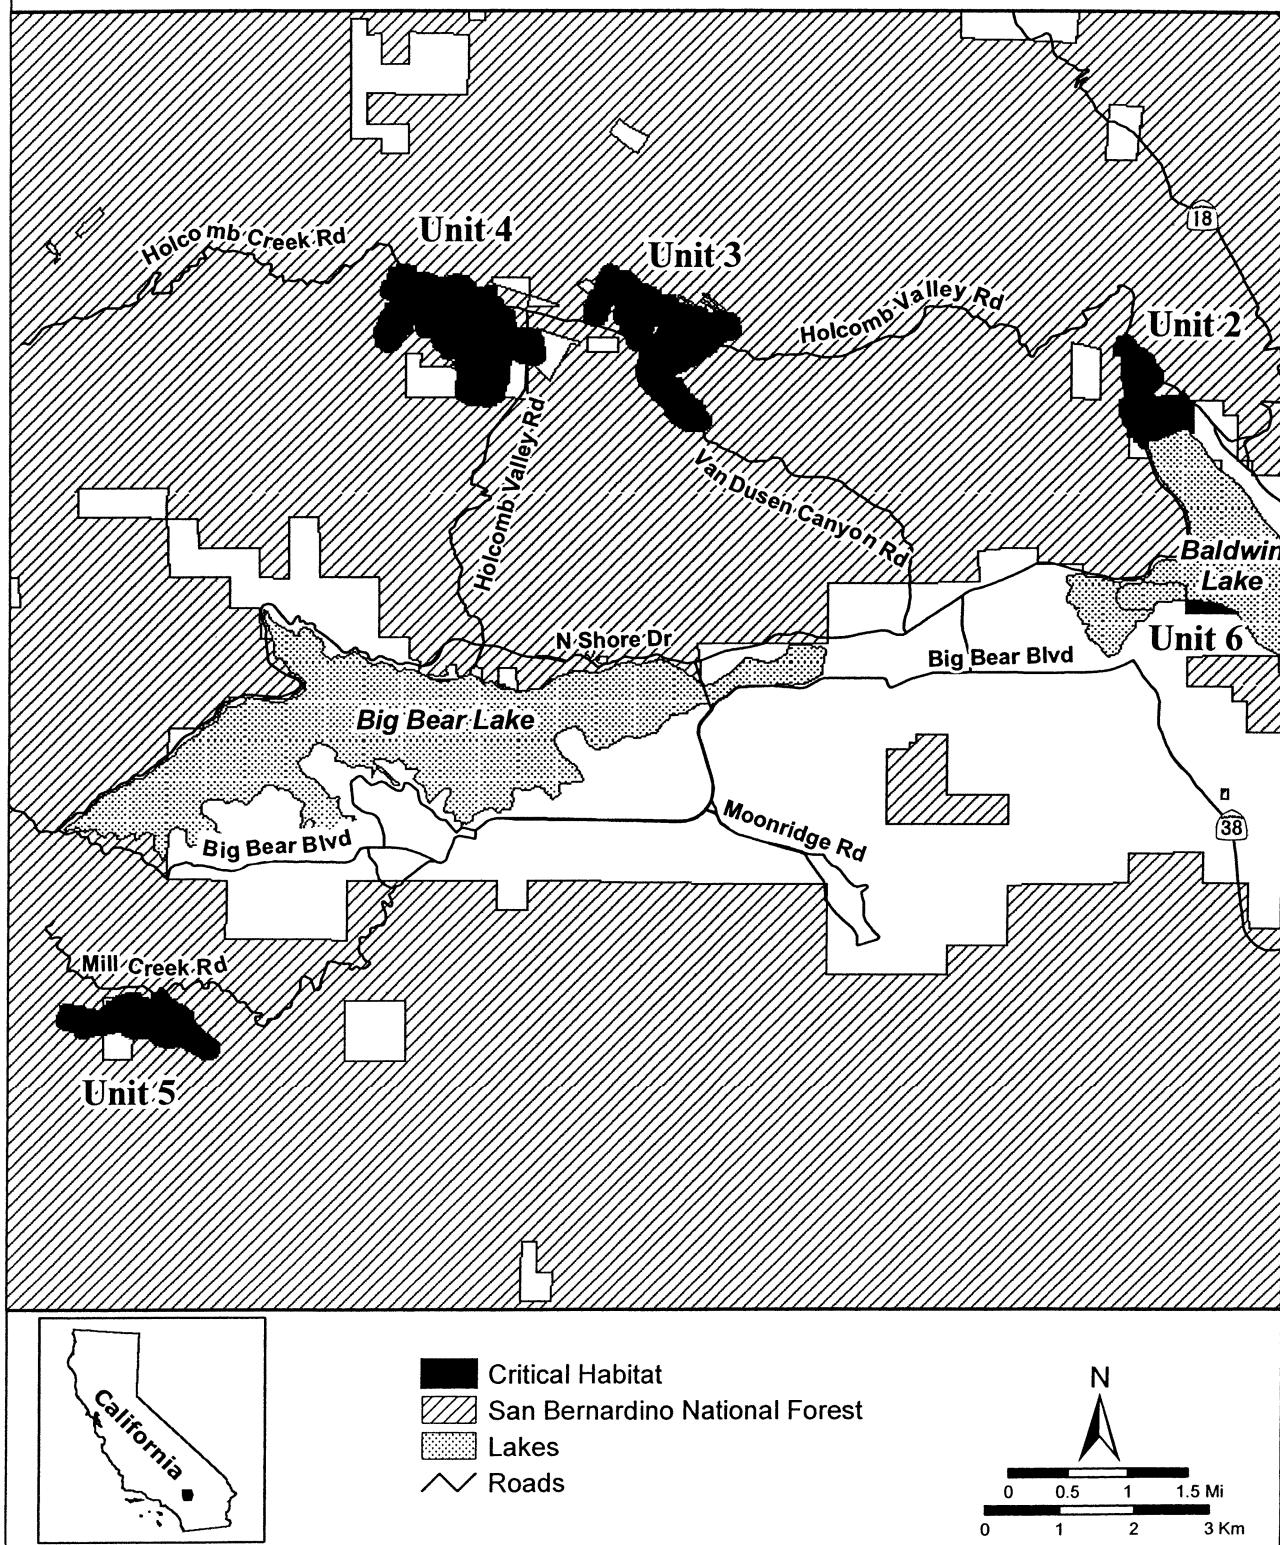 Unit 4
Unit 3
18
Holcomb Creek Rd
Holcomb Valley Rd
Unit 2
Holcomb Valley Rd
Van Dusen Canyon Rd
Baldwin
Lake
N Shore Dr
Unit 6
Big Bear Blvd
Big Bear Lake
Moonridge Rd
38
Big Bear Blvd
Mill Creek Rd
Unit 5
California
Critical Habitat
San Bernardino National Forest
Lakes
Roads
N
0 0.5 1 1.5 Mi
0 1 2 3 Km